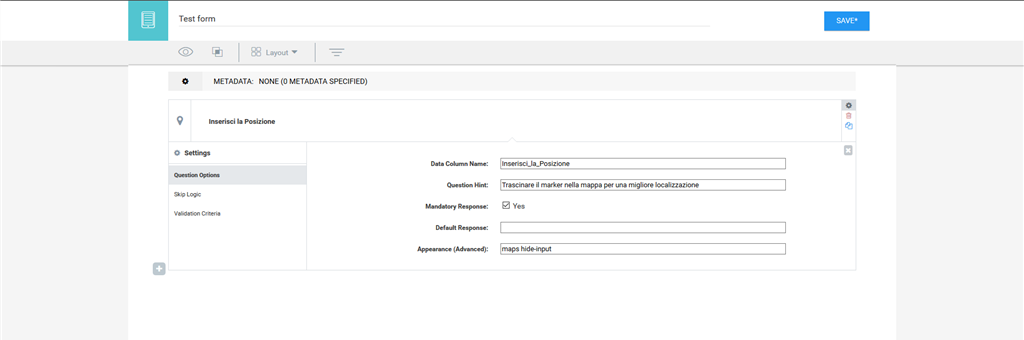 Test form
SAVE*
Layout
METADATA: NONE (0 METADATA SPECIFIED)
Inserisci la Posizione
Settings
Question Options
Skip Logic
Validation Criteria
Data Column Name: Inserisci_la_Posizione
Question Hint: Trascinare il marker nella mappa per una migliore localizzazione
Mandatory Response: Yes
Default Response:
Appearance (Advanced): maps hide-input